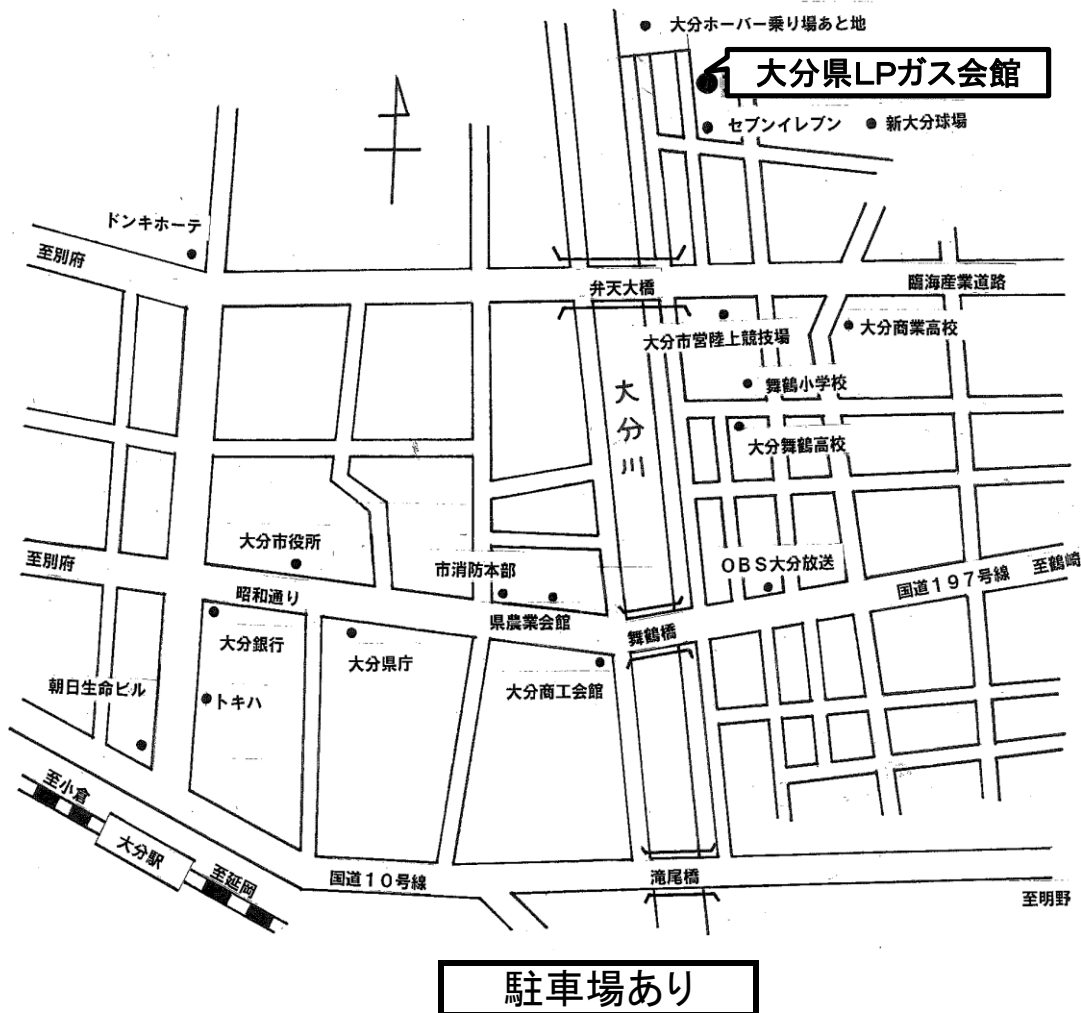 大分ホーバー乗り場あと地
大分県LPガス会館
セブンイレブン
新大分球場
ドンキホーテ
至別府
弁天大橋
臨海産業道路
大分市営陸上競技場
大分商業高校
舞鶴小学校
大分川
大分舞鶴高校
大分市役所
至別府
市消防本部
OBS大分放送
国道197号線
至鶴崎
昭和通り
県農業会館
舞鶴橋
大分銀行
大分県庁
大分商工会館
朝日生命ビル
トキハ
至小倉
大分駅
至延岡
国道10号線
滝尾橋
至明野
駐車場あり